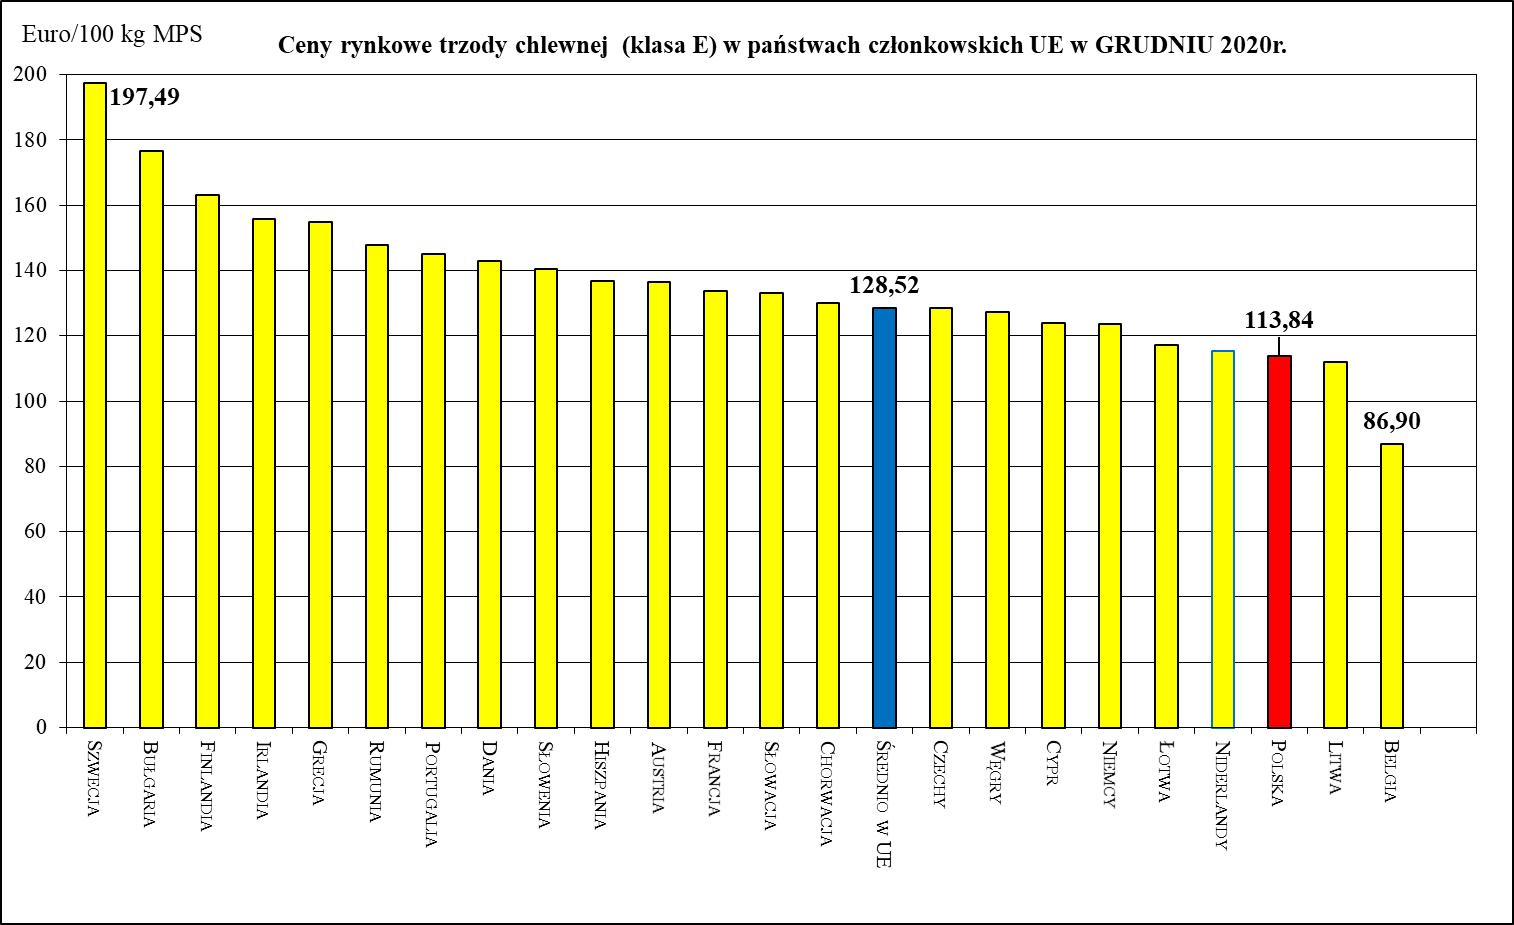 Euro/100 kg MPS
Ceny rynkowe trzody chlewnej  (klasa E) w państwach członkowskich UE w GRUDNIU 2020r.
200
180
160
140
120
100
80
60
40
20
0
197,49
128,52
113,84
86,90
Szwecja
Bułgaria
Finlandia
Irlandia
Grecja
Rumunia
Portugalia
Dania
Słowenia
Hiszpania
Austria
Francja
Słowacja
Chorwacja
Średnio w UE
Czechy
Węgry
Cypr
Niemcy
Łotwa
Niderlandy
Polska
Litwa
Belgia